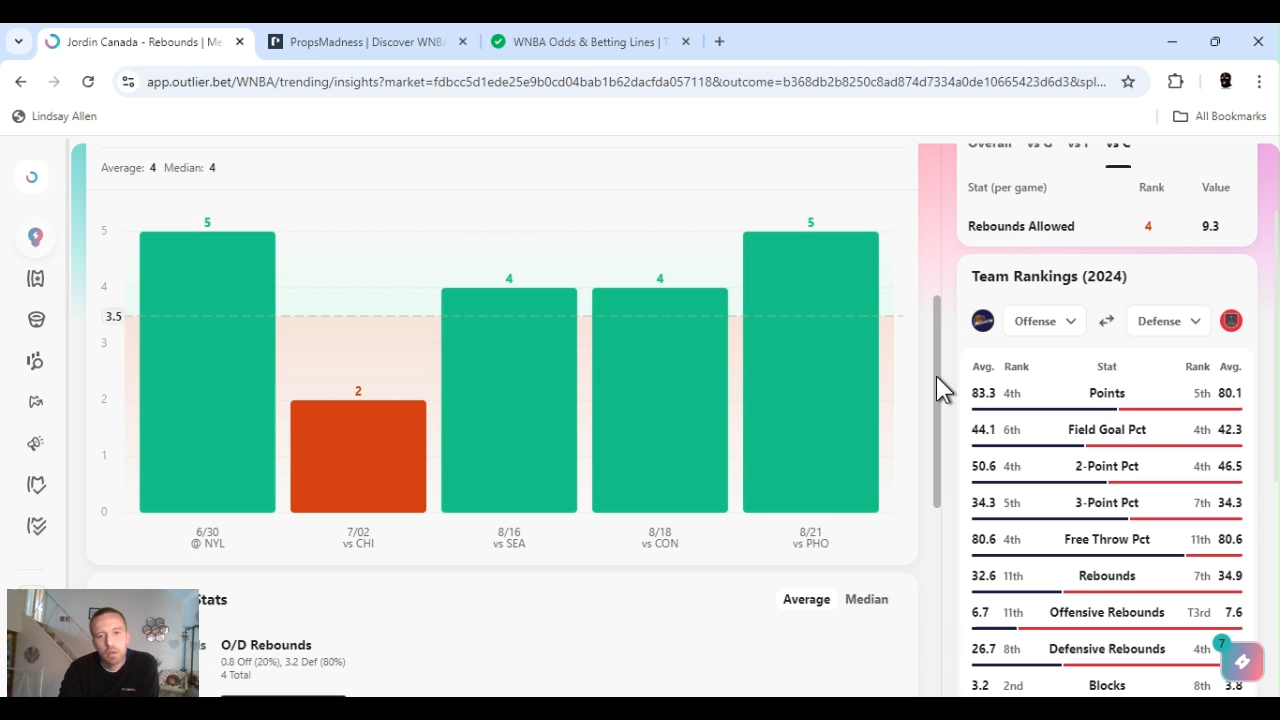 Jordin Canada - Rebounds | Me
PropsMadness | Discover WNB
WNBA Odds & Betting Lines | T
app.outlier.bet/WNBA/trending/insights?market=fdbcc5d1ede25e9b0cd04bab1b62dacfda057118&outcome=b368db2b8250c8ad874d7334a0de10665423d6d3&spl...
Lindsay Allen
All Bookmarks
Average: 4 Median: 4
5
4
3.5
3
2
1
0
5
2
4
4
5
6/30
@ NYL
7/02
vs CHI
8/16
vs SEA
8/18
vs CON
8/21
vs PHO
Stats
Average Median
O/D Rebounds
0.8 Off (20%), 3.2 Def (80%)
4 Total
Overall vs G vs F vs C
Stat (per game) Rank Value
Rebounds Allowed 4 9.3
Team Rankings (2024)
Offense Defense
Avg. Rank Stat Rank Avg.
83.3 4th Points 5th 80.1
44.1 6th Field Goal Pct 4th 42.3
50.6 4th 2-Point Pct 4th 46.5
34.3 5th 3-Point Pct 7th 34.3
80.6 4th Free Throw Pct 11th 80.6
32.6 11th Rebounds 7th 34.9
6.7 11th Offensive Rebounds T3rd 7.6
26.7 8th Defensive Rebounds 4th
7
3.2 2nd Blocks 8th 3.8